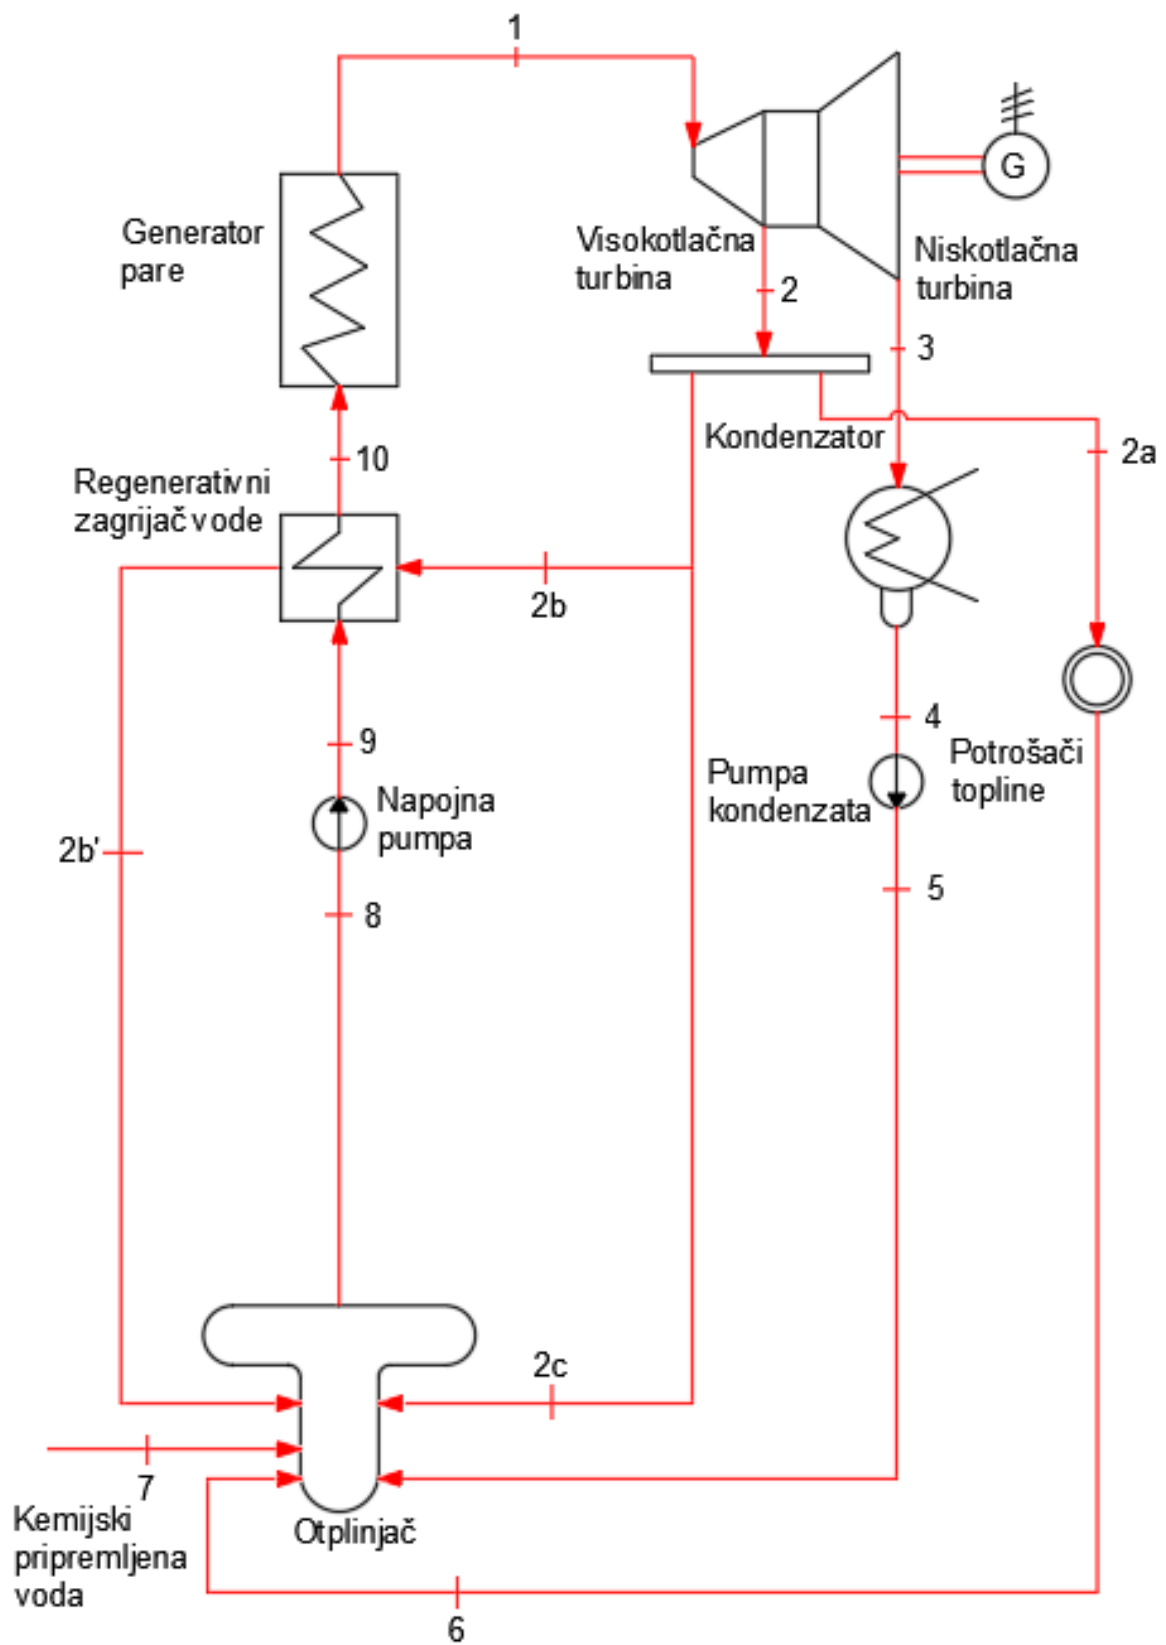 1
G
Generator
pare
Visokotlačna
turbina
Niskotlačna
turbina
2
3
Kondenzator
2a
10
Regenerativni
zagrijač vode
2b
4
9
Potrošači
topline
Pumpa
kondenzata
Napojna
pumpa
2b'
5
8
2c
7
Kemijski
pripremljena
voda
Otplinjač
6